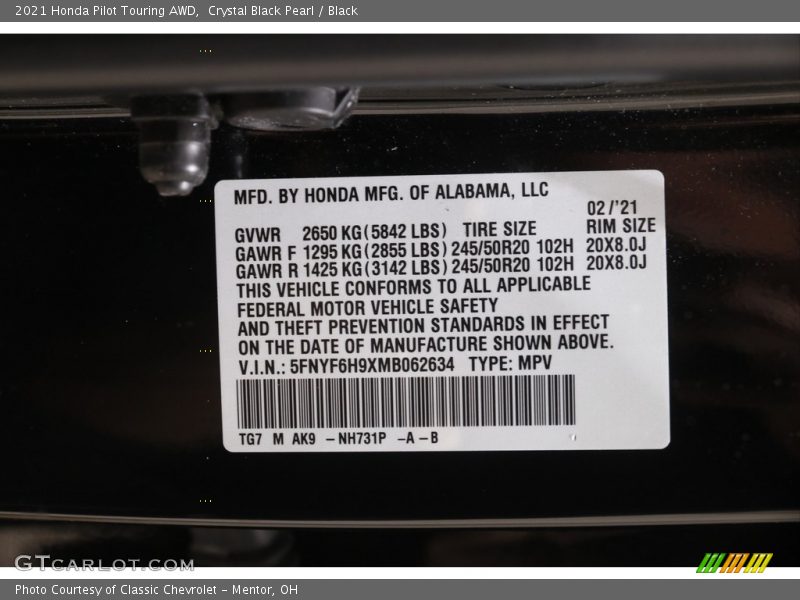 2021 Honda Pilot Touring AWD,  Crystal Black Pearl / Black
MFD. BY HONDA MFG. OF ALABAMA, LLC
02/'21
GVWR 2650 KG(5842 LBS) TIRE SIZE RIM SIZE
GAWR F 1295 KG(2855 LBS) 245/50R20 102H 20X8.0J
GAWR R 1425 KG(3142 LBS) 245/50R20 102H 20X8.0J
THIS VEHICLE CONFORMS TO ALL APPLICABLE
FEDERAL MOTOR VEHICLE SAFETY
AND THEFT PREVENTION STANDARDS IN EFFECT
ON THE DATE OF MANUFACTURE SHOWN ABOVE.
V.I.N.: 5FNYF6H9XMB062634 TYPE: MPV
TG7 M AK9 -NH731P -A-B
GTcarlot.com
Photo Courtesy of Classic Chevrolet - Mentor, OH